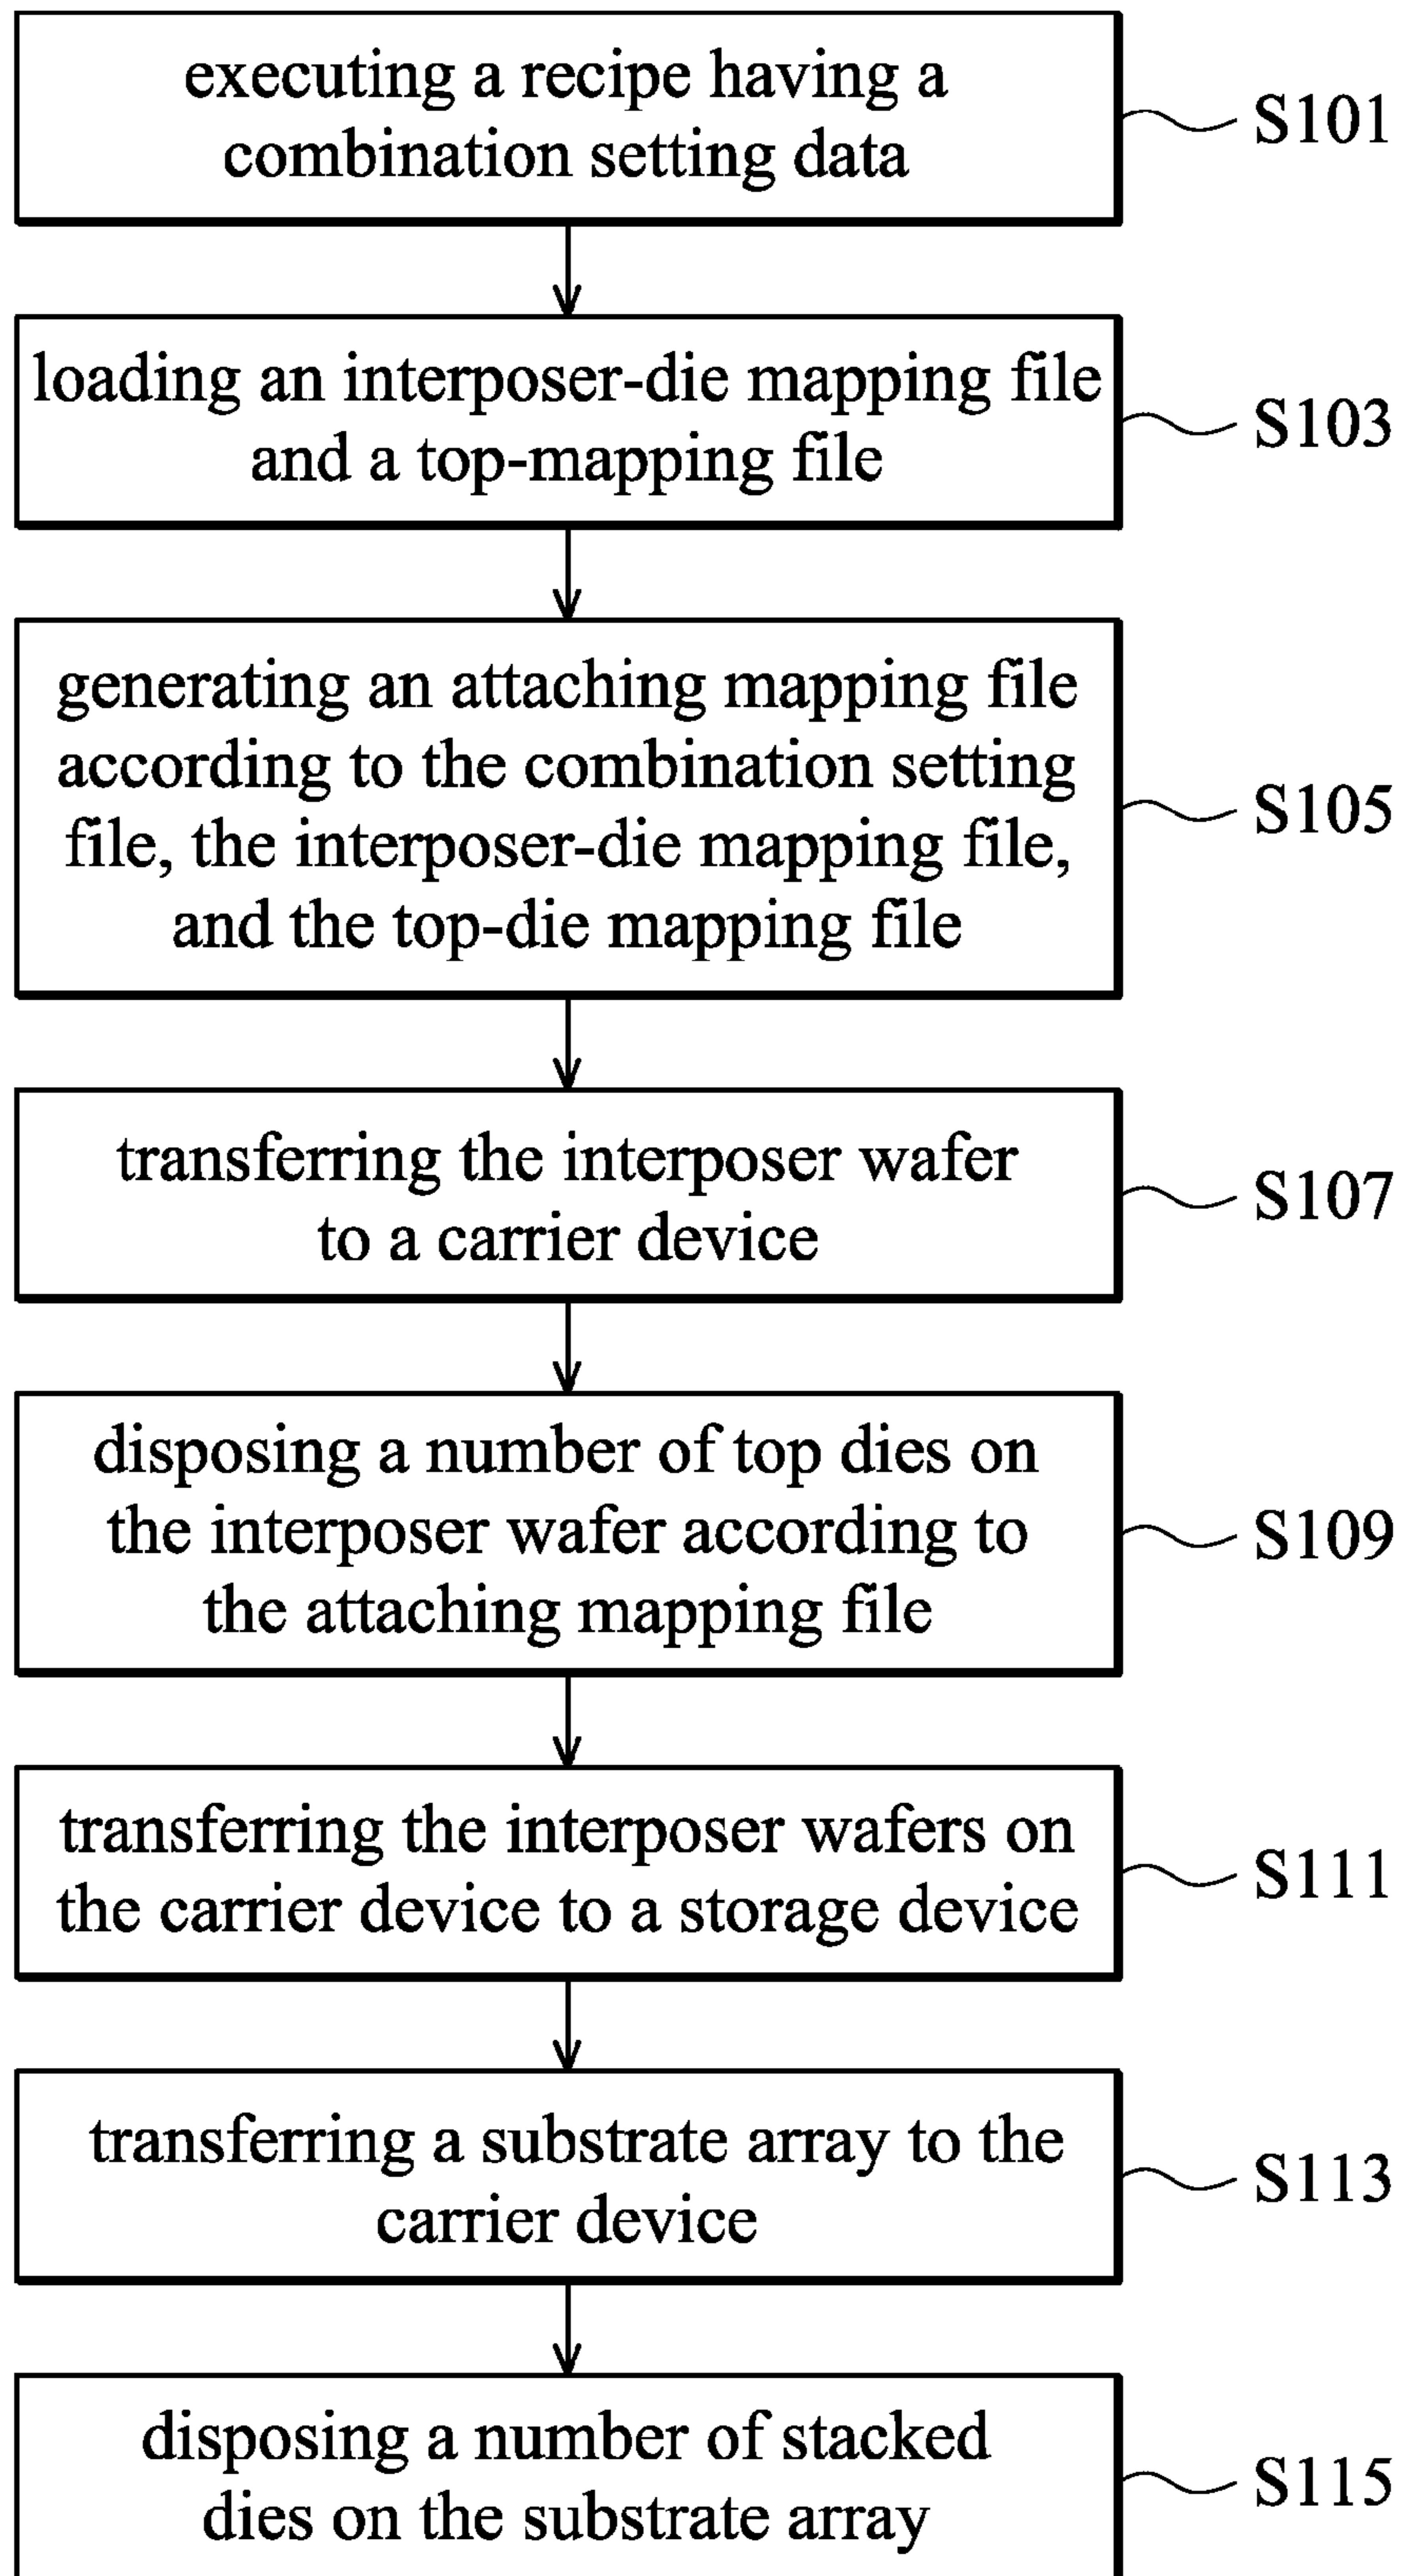 executing a recipe having a
combination setting data
S101
loading an interposer-die mapping file
and a top-mapping file
S103
generating an attaching mapping file
according to the combination setting
file, the interposer-die mapping file,
and the top-die mapping file
S105
transferring the interposer wafer
to a carrier device
S107
disposing a number of top dies on
the interposer wafer according to
the attaching mapping file
S109
transferring the interposer wafers on
the carrier device to a storage device
S111
transferring a substrate array to the
carrier device
S113
disposing a number of stacked
dies on the substrate array
S115